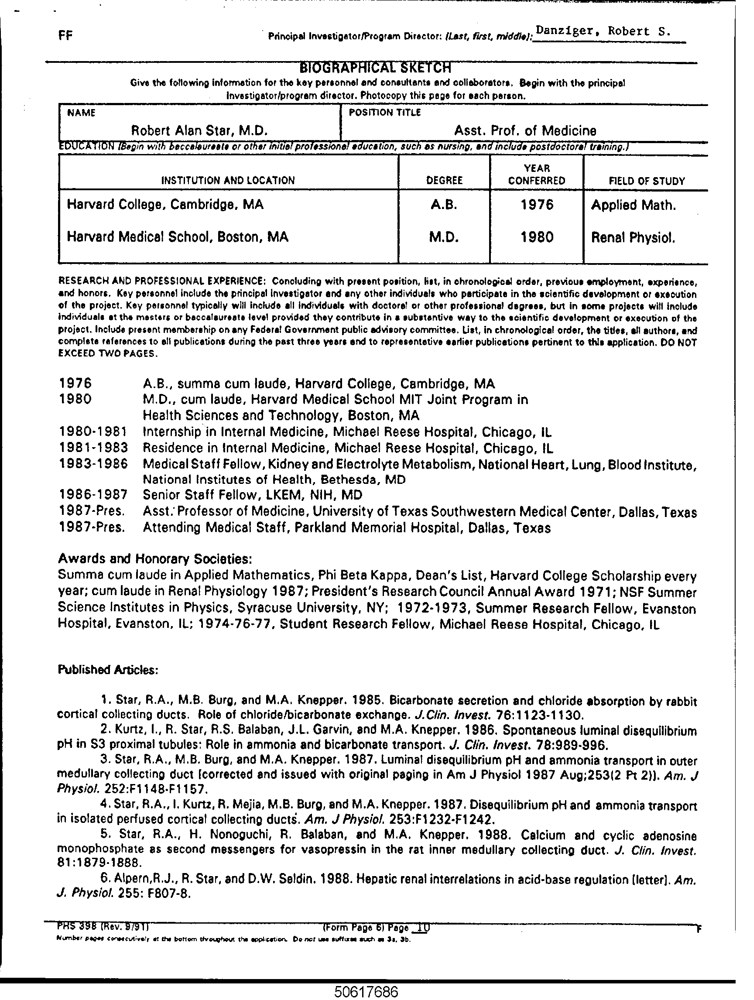 FF
Principal Investigator/Program Director: (Last, first, middle): Danziger, Robert S.
BIOGRAPHICAL SKETCH
Give the following information for the key personnel and consultants and collaborators. Begin with the principal
investigator/program director. Photocopy this page for each person.
NAME POSITION TITLE
Robert Alan Star, M.D. Asst. Prof. of Medicine
EDUCATION (Begin with baccalaureate or other initial professional education, such as nursing, and include postdoctoral training.)
INSTITUTION AND LOCATION DEGREE YEAR CONFERRED FIELD OF STUDY
Harvard College, Cambridge, MA A.B. 1976 Applied Math.
Harvard Medical School, Boston, MA M.D. 1980 Renal Physiol.
RESEARCH AND PROFESSIONAL EXPERIENCE: Concluding with present position, list, in chronological order, previous employment, experience,
and honors. Key personnel include the principal investigator and any other individuals who participate in the scientific development or execution
of the project. Key personnel typically will include all individuals with doctoral or other professional degrees, but in some projects will include
individuals at the masters or baccalaureate level provided they contribute in a substantive way to the scientific development or execution of the
project. Include present membership on any Federal Government public advisory committee. List, in chronological order, the titles, all authors, and
complete references to all publications during the past three years and to representative earlier publications pertinent to this application. DO NOT
EXCEED TWO PAGES.
1976 A.B., summa cum laude, Harvard College, Cambridge, MA
1980 M.D., cum laude, Harvard Medical School MIT Joint Program in
Health Sciences and Technology, Boston, MA
1980-1981 Internship in Internal Medicine, Michael Reese Hospital, Chicago, IL
1981-1983 Residence in Internal Medicine, Michael Reese Hospital, Chicago, IL
1983-1986 Medical Staff Fellow, Kidney and Electrolyte Metabolism, National Heart, Lung, Blood Institute,
National Institutes of Health, Bethesda, MD
1986-1987 Senior Staff Fellow, LKEM, NIH, MD
1987-Pres. Asst. Professor of Medicine, University of Texas Southwestern Medical Center, Dallas, Texas
1987-Pres. Attending Medical Staff, Parkland Memorial Hospital, Dallas, Texas
Awards and Honorary Societies:
Summa cum laude in Applied Mathematics, Phi Beta Kappa, Dean's List, Harvard College Scholarship every
year; cum laude in Renal Physiology 1987; President's Research Council Annual Award 1971; NSF Summer
Science Institutes in Physics, Syracuse University, NY; 1972-1973, Summer Research Fellow, Evanston
Hospital, Evanston, IL; 1974-76-77, Student Research Fellow, Michael Reese Hospital, Chicago, IL
Published Articles:
1. Star, R.A., M.B. Burg, and M.A. Knepper. 1985. Bicarbonate secretion and chloride absorption by rabbit
cortical collecting ducts. Role of chloride/bicarbonate exchange. J.Clin. Invest. 76:1123-1130.
2. Kurtz, I., R. Star, R.S. Balaban, J.L. Garvin, and M.A. Knepper. 1986. Spontaneous luminal disequilibrium
pH in S3 proximal tubules: Role in ammonia and bicarbonate transport. J. Clin. Invest. 78:989-996.
3. Star, R.A., M.B. Burg, and M.A. Knepper. 1987. Luminal disequilibrium pH and ammonia transport in outer
medullary collecting duct [corrected and issued with original paging in Am J Physiol 1987 Aug;253(2 Pt 2)]. Am. J
Physiol. 252:F1148-F1157.
4. Star, R.A., I. Kurtz, R. Mejia, M.B. Burg, and M.A. Knepper. 1987. Disequilibrium pH and ammonia transport
in isolated perfused cortical collecting ducts. Am. J Physiol. 253:F1232-F1242.
5. Star, R.A., H. Nonoguchi, R. Balaban, and M.A. Knepper. 1988. Calcium and cyclic adenosine
monophosphate as second messengers for vasopressin in the rat inner medullary collecting duct. J. Clin. Invest.
81:1879-1888.
6. Alpern,R.J., R. Star, and D.W. Seldin. 1988. Hepatic renal interrelations in acid-base regulation [letter]. Am.
J. Physiol. 255: F807-8.
PHS 398 (Rev. 9/91) (Form Page 6) Page 10 F
Number pages consecutively at the bottom throughout the application. Do not use suffixes such as 3a, 3b.
50617686